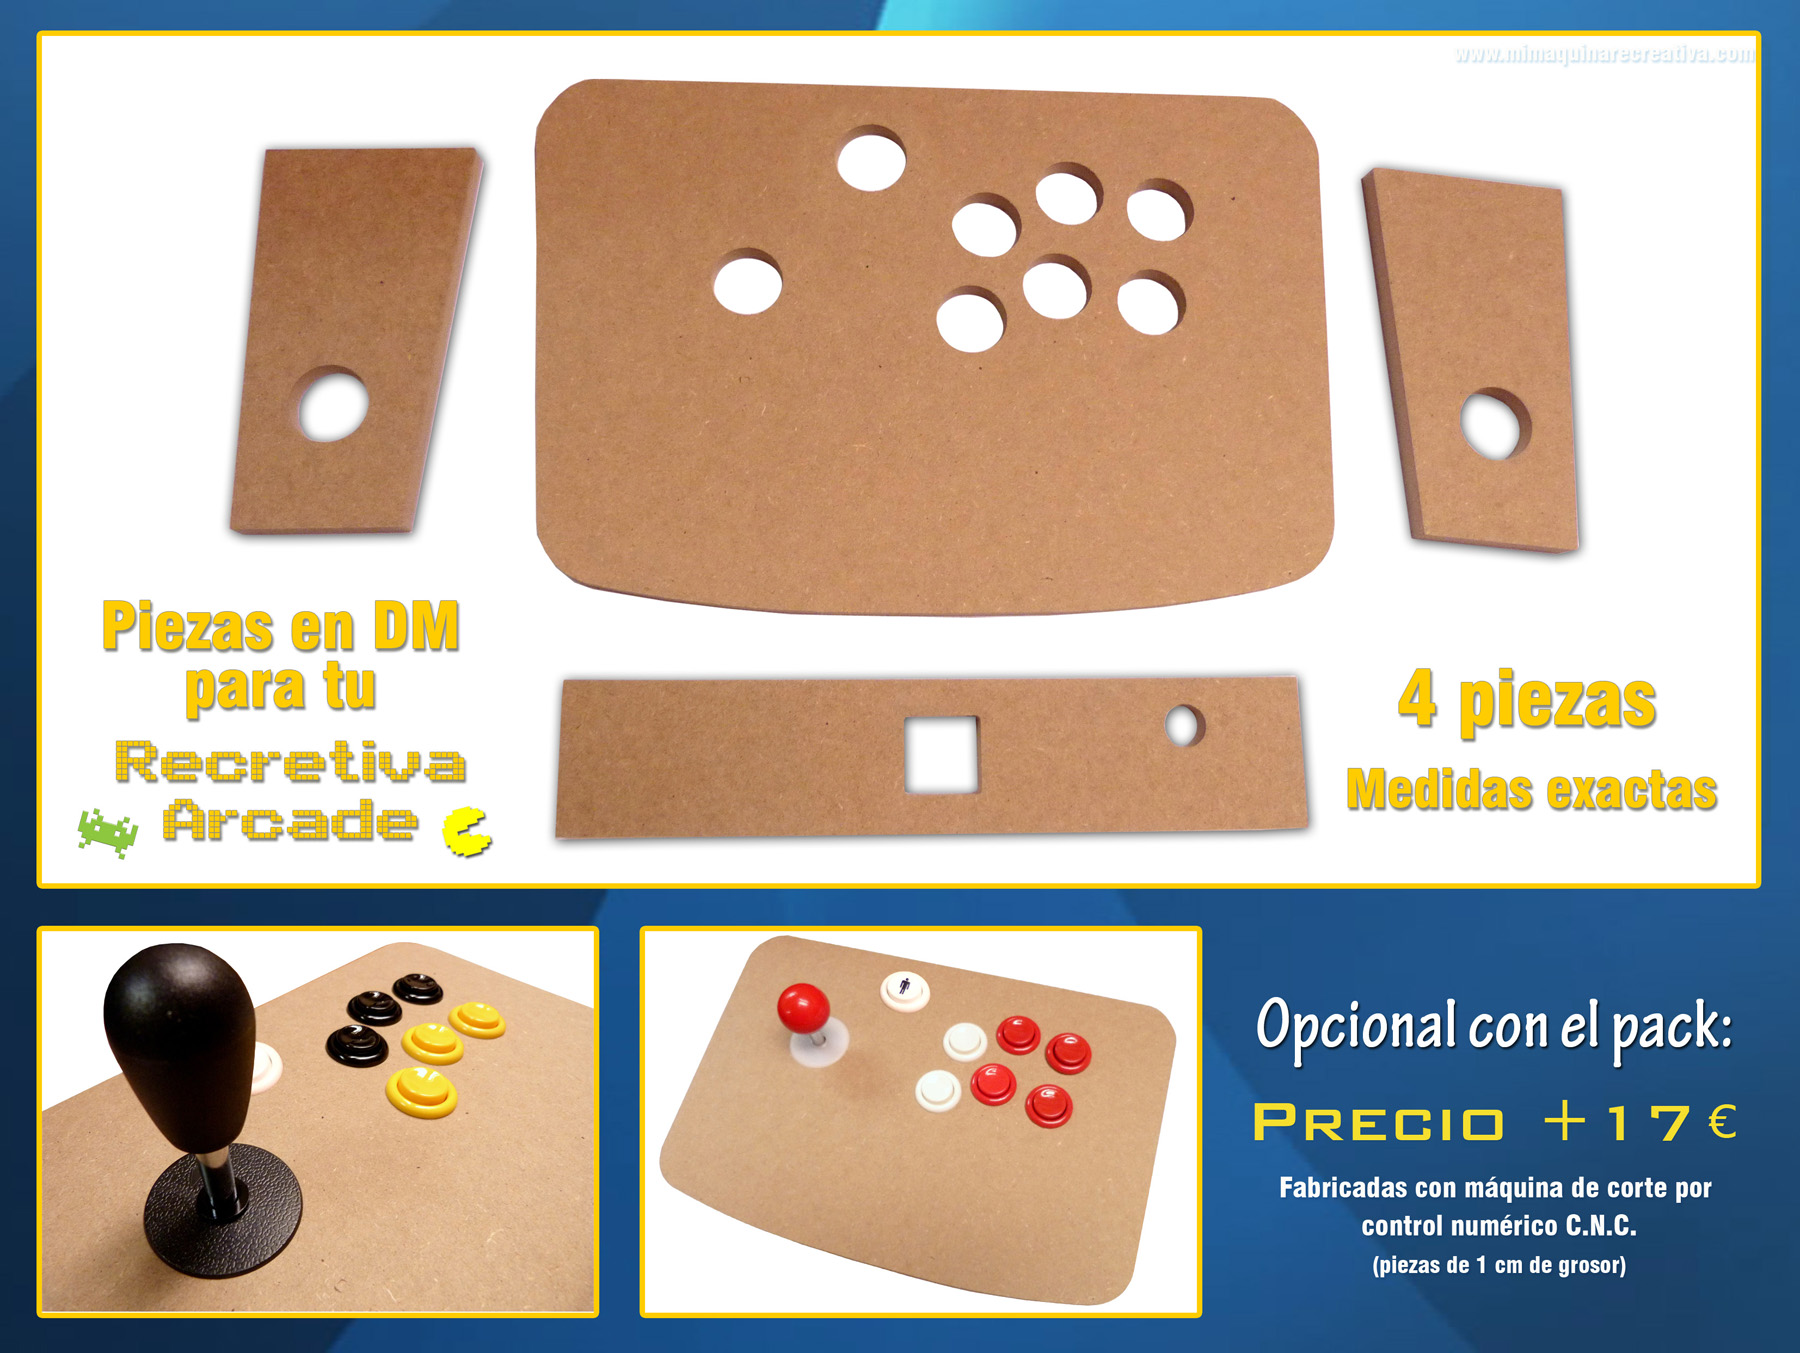 www.mimaquinarecreativa.com
Piezas en DM
para tu
Recretiva
Arcade
4 piezas
Medidas exactas
Opcional con el pack:
Precio +17€
Fabricadas con máquina de corte por
control numérico C.N.C.
(piezas de 1 cm de grosor)